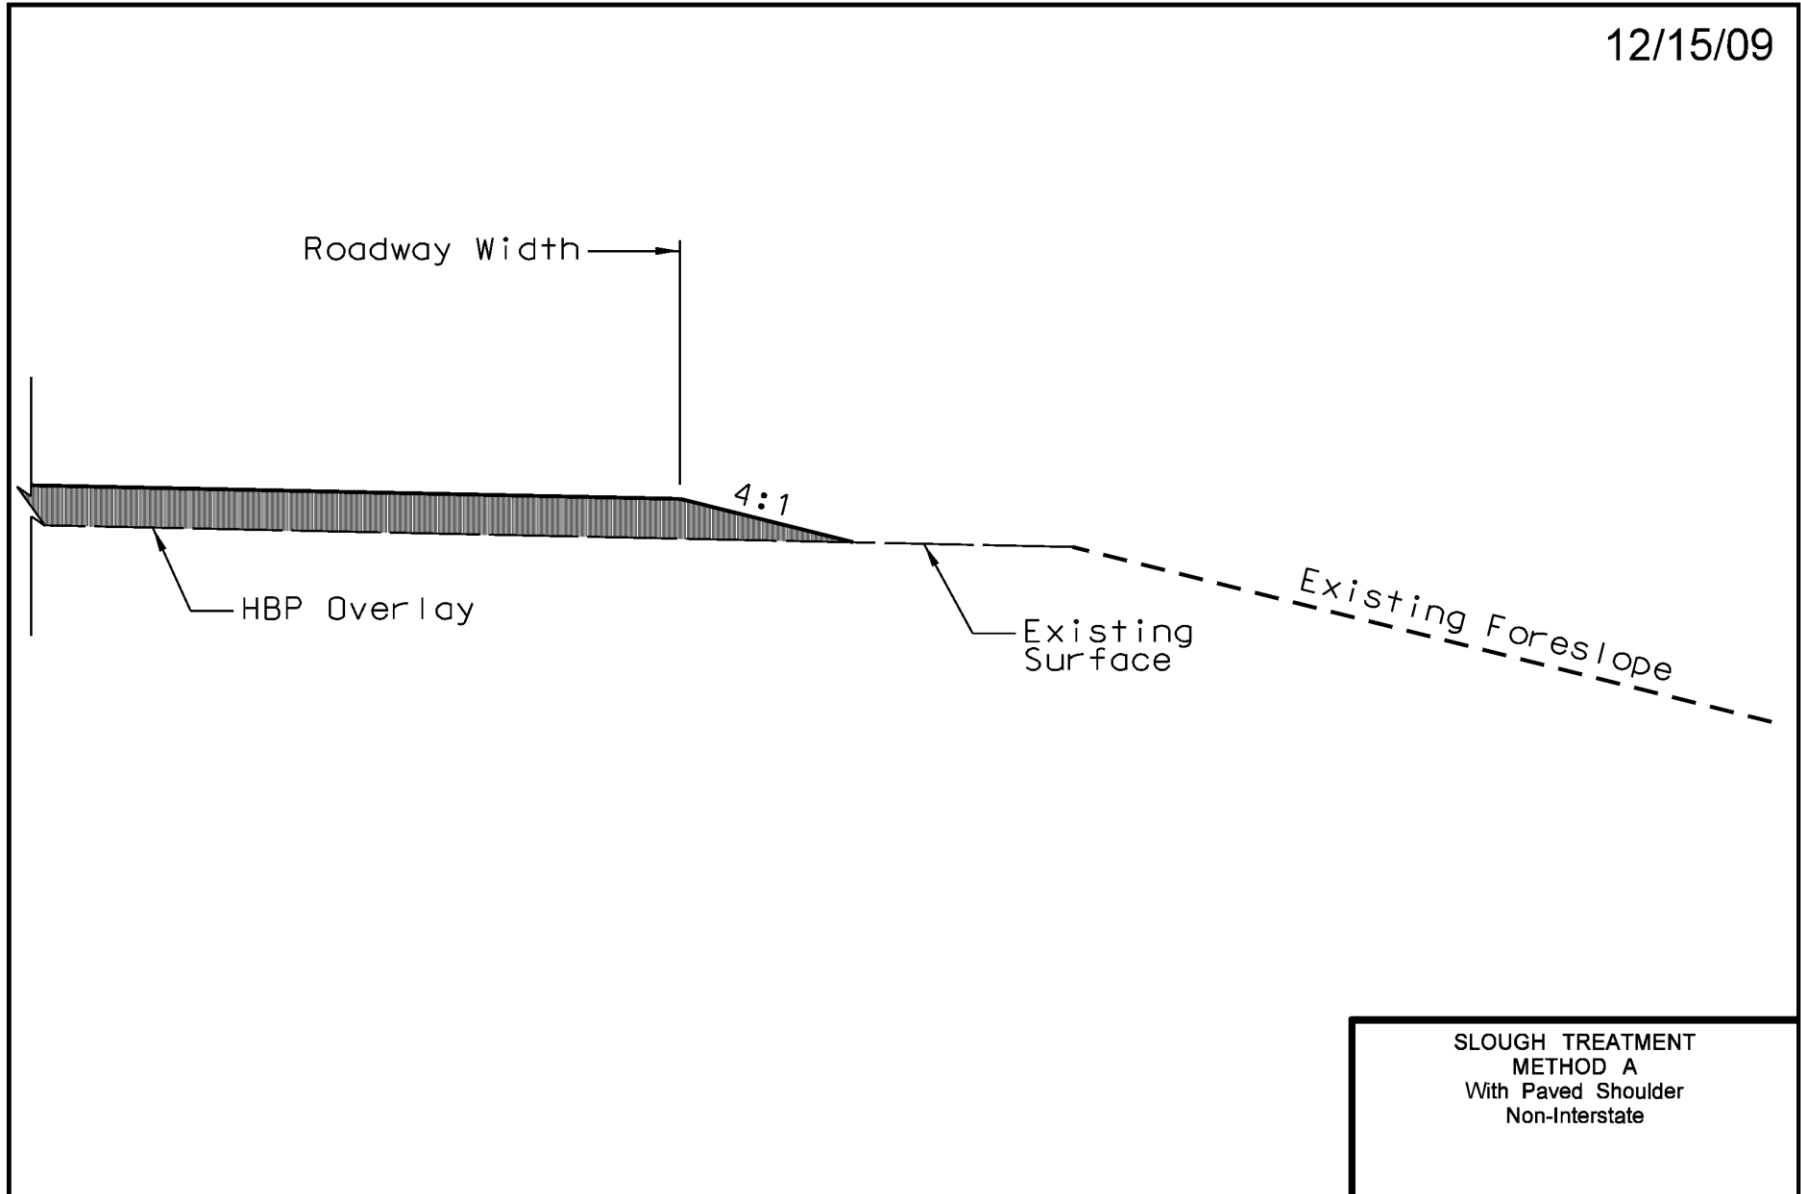 12/15/09
Roadway Width
4:1
HBP Overlay
Existing
Surface
Existing Foreslope
SLOUGH TREATMENT
METHOD A
With Paved Shoulder
Non-Interstate